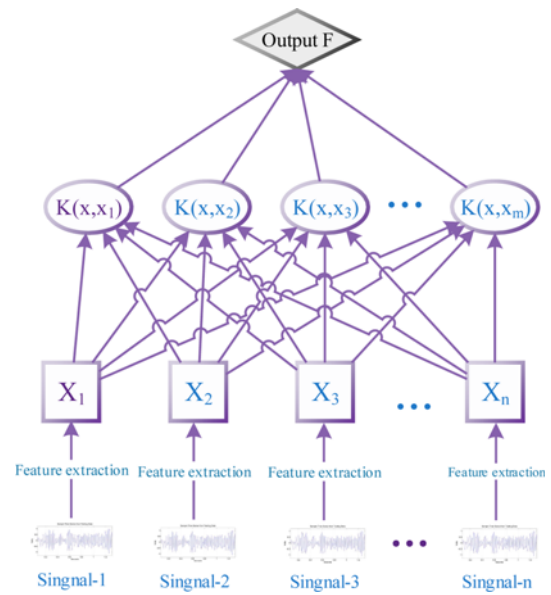 Output F
K(x,x₁) K(x,x₂) K(x,x₃) ••• K(x,xₘ)
X₁ X₂ X₃ ••• Xₙ
Feature extraction Feature extraction Feature extraction Feature extraction
•••
Singnal-1 Singnal-2 Singnal-3 Singnal-n